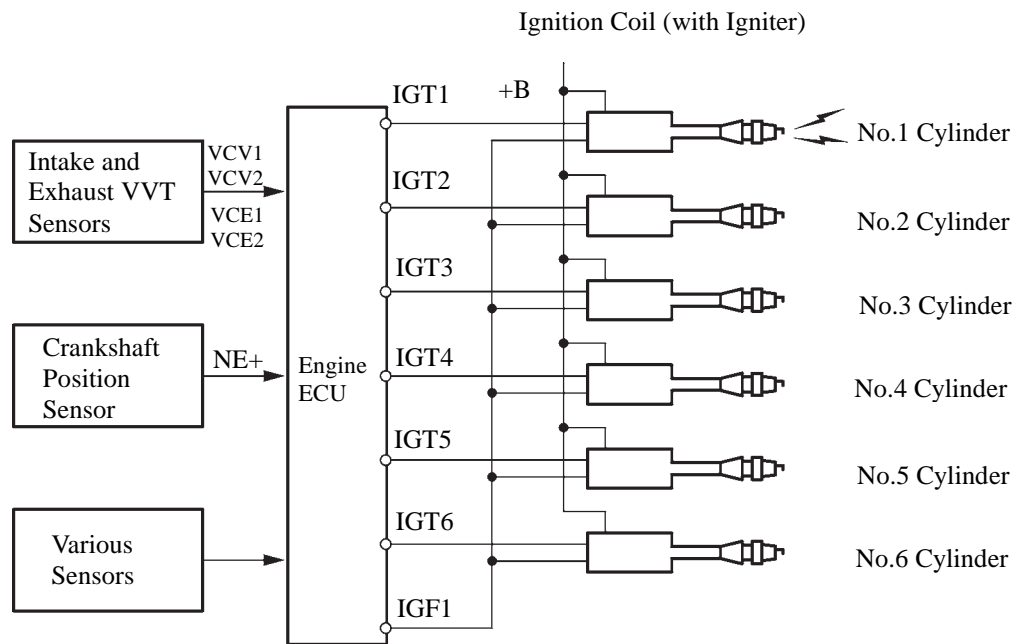 Ignition Coil (with Igniter)
+B
IGT1
No.1 Cylinder
Intake and
Exhaust VVT
Sensors
VCV1
VCV2
VCE1
VCE2
IGT2
No.2 Cylinder
IGT3
No.3 Cylinder
Crankshaft
Position
Sensor
NE+
Engine
ECU
IGT4
No.4 Cylinder
IGT5
No.5 Cylinder
Various
Sensors
IGT6
No.6 Cylinder
IGF1